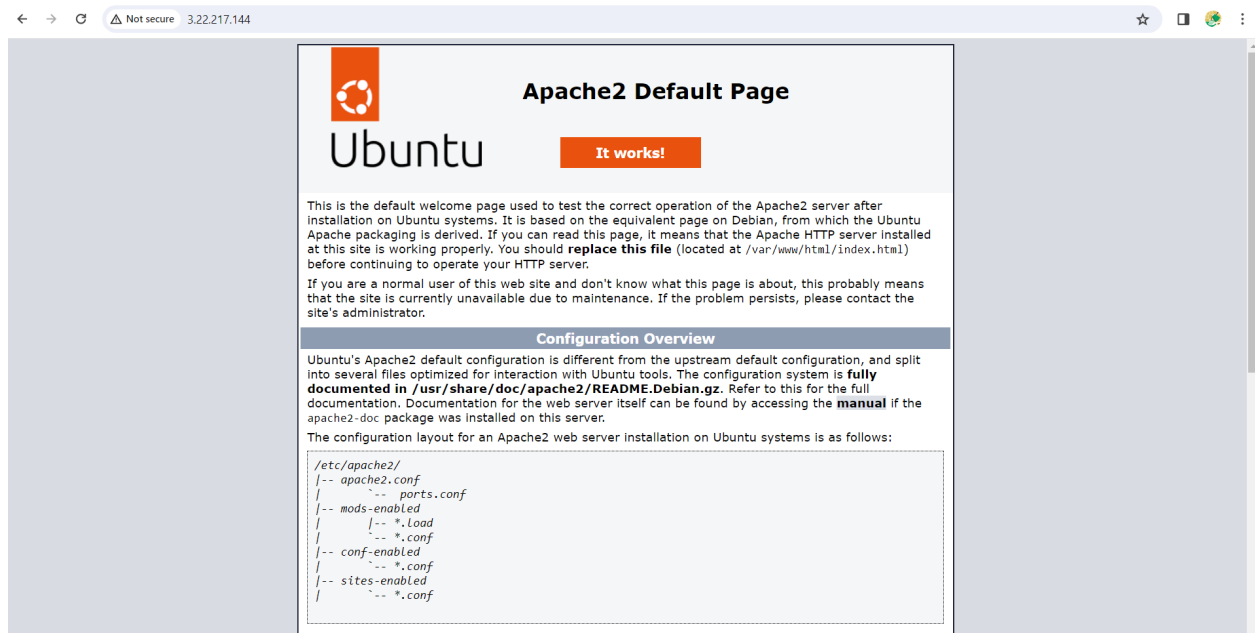 Not secure 3.22.217.144
Apache2 Default Page
Ubuntu
It works!
This is the default welcome page used to test the correct operation of the Apache2 server after
installation on Ubuntu systems. It is based on the equivalent page on Debian, from which the Ubuntu
Apache packaging is derived. If you can read this page, it means that the Apache HTTP server installed
at this site is working properly. You should replace this file (located at /var/www/html/index.html)
before continuing to operate your HTTP server.
If you are a normal user of this web site and don't know what this page is about, this probably means
that the site is currently unavailable due to maintenance. If the problem persists, please contact the
site's administrator.
Configuration Overview
Ubuntu's Apache2 default configuration is different from the upstream default configuration, and split
into several files optimized for interaction with Ubuntu tools. The configuration system is fully
documented in /usr/share/doc/apache2/README.Debian.gz. Refer to this for the full
documentation. Documentation for the web server itself can be found by accessing the manual if the
apache2-doc package was installed on this server.
The configuration layout for an Apache2 web server installation on Ubuntu systems is as follows:
/etc/apache2/
|-- apache2.conf
|       `--  ports.conf
|-- mods-enabled
|       |-- *.load
|       `-- *.conf
|-- conf-enabled
|       `-- *.conf
|-- sites-enabled
|       `-- *.conf